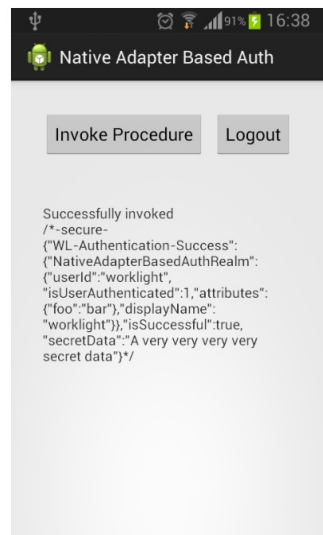 91% 16:38
Native Adapter Based Auth
Invoke Procedure Logout
Successfully invoked
/*-secure-
{"WL-Authentication-Success":
{"NativeAdapterBasedAuthRealm":
{"userId":"worklight",
"isUserAuthenticated":1,"attributes":
{"foo":"bar"},"displayName":
"worklight"}},"isSuccessful":true,
"secretData":"A very very very very
secret data"}*/